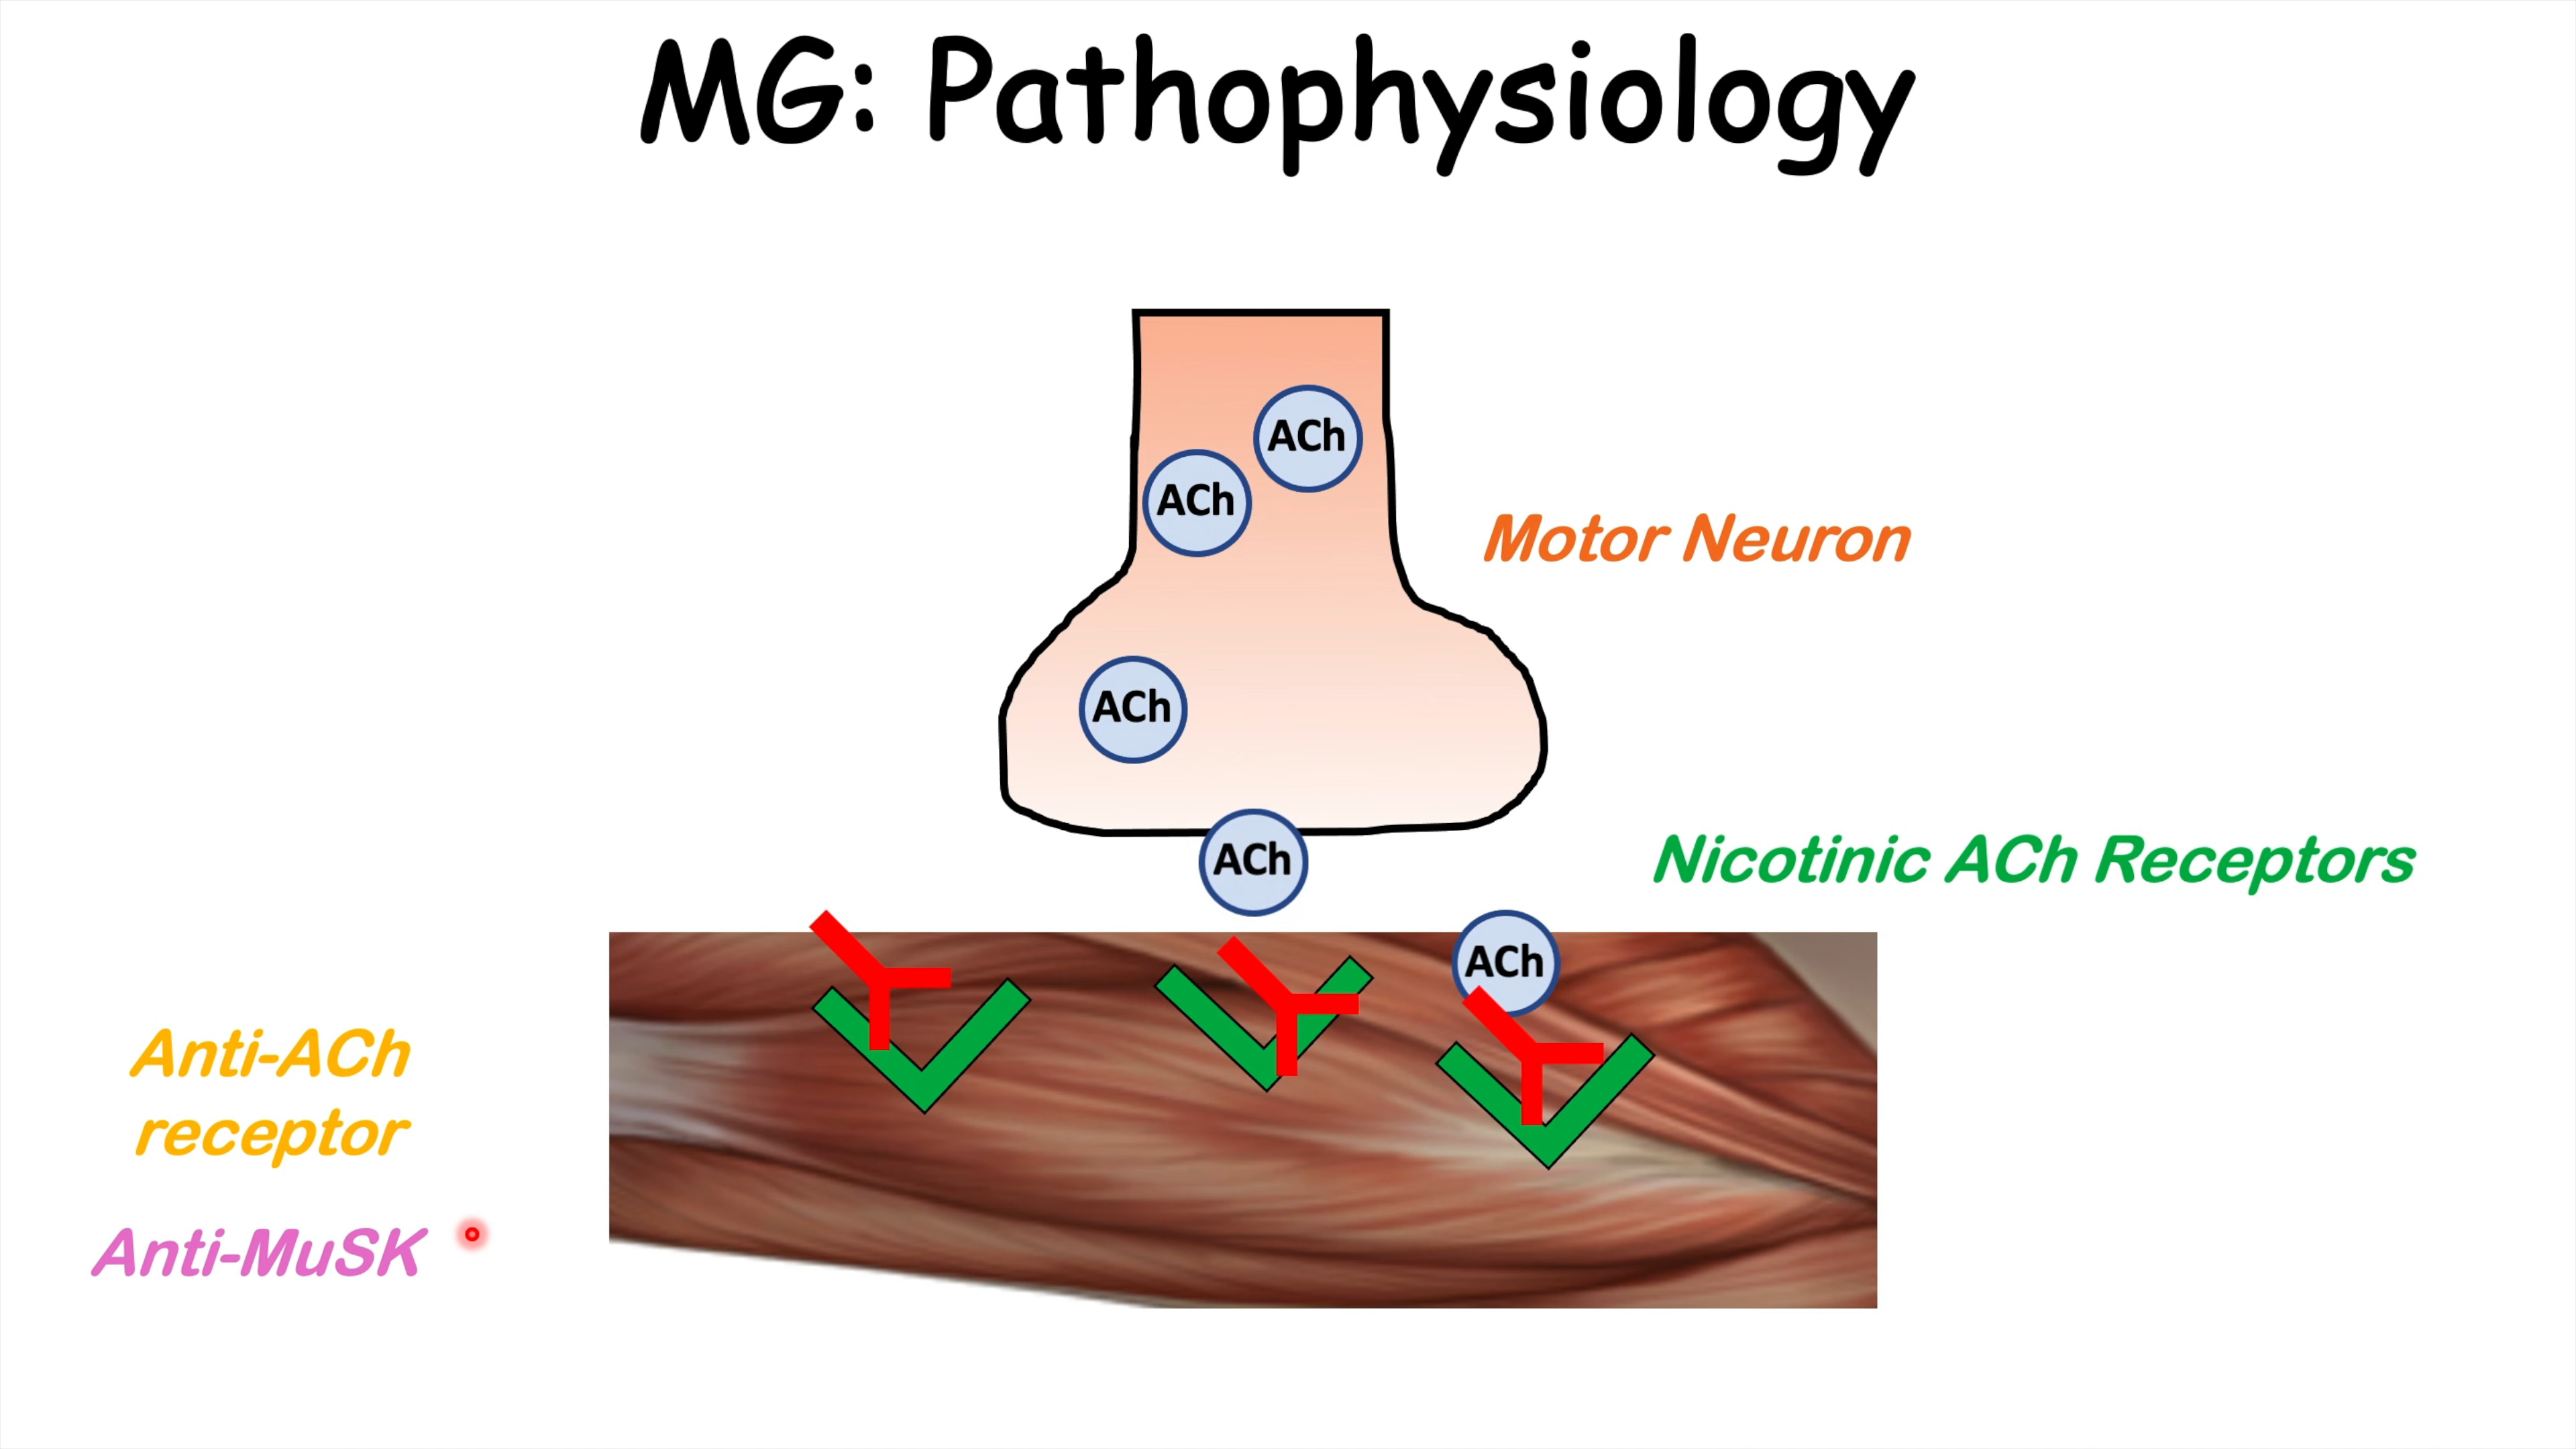 MG: Pathophysiology
ACh
ACh
Motor Neuron
ACh
ACh
Nicotinic ACh Receptors
ACh
Anti-ACh
receptor
Anti-MuSK